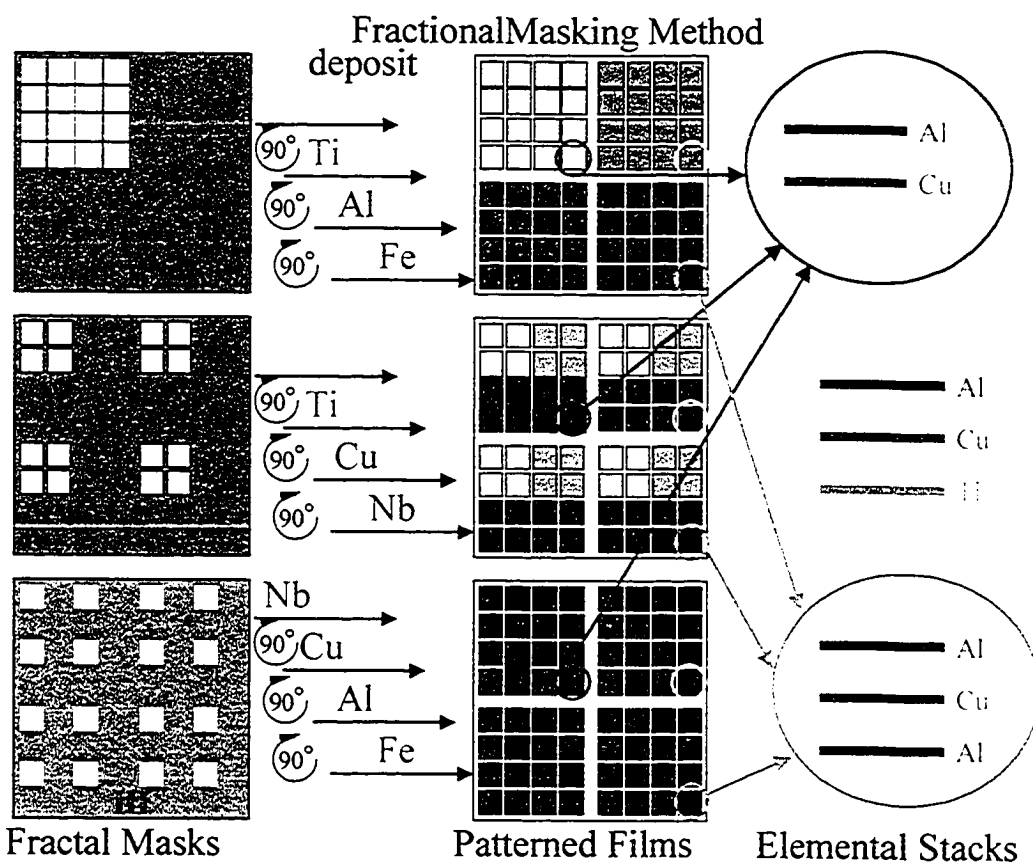 FractionalMasking Method
deposit
90° Ti
90° Al
90° Fe
Al
Cu
90° Ti
90° Cu
90° Nb
Al
Cu
Nb
90° Cu
90° Al
90° Fe
Al
Cu
Al
Fractal Masks
Patterned Films
Elemental Stacks